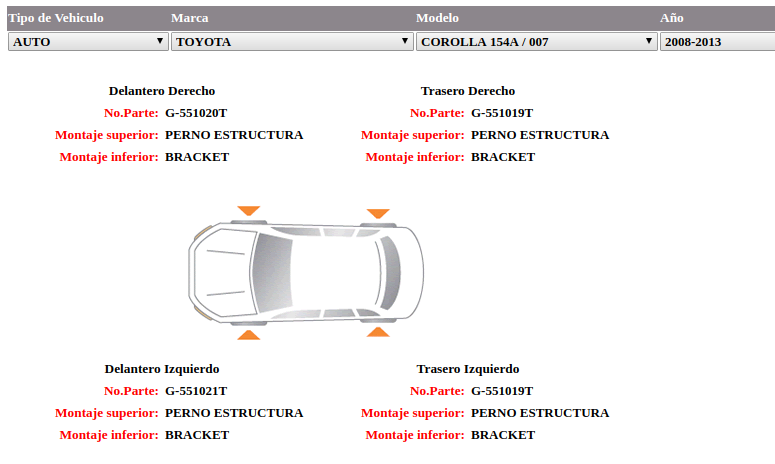 Tipo de Vehiculo Marca Modelo Año
AUTO TOYOTA COROLLA 154A / 007 2008-2013
Delantero Derecho Trasero Derecho
No.Parte: G-551020T No.Parte: G-551019T
Montaje superior: PERNO ESTRUCTURA Montaje superior: PERNO ESTRUCTURA
Montaje inferior: BRACKET Montaje inferior: BRACKET
Delantero Izquierdo Trasero Izquierdo
No.Parte: G-551021T No.Parte: G-551019T
Montaje superior: PERNO ESTRUCTURA Montaje superior: PERNO ESTRUCTURA
Montaje inferior: BRACKET Montaje inferior: BRACKET